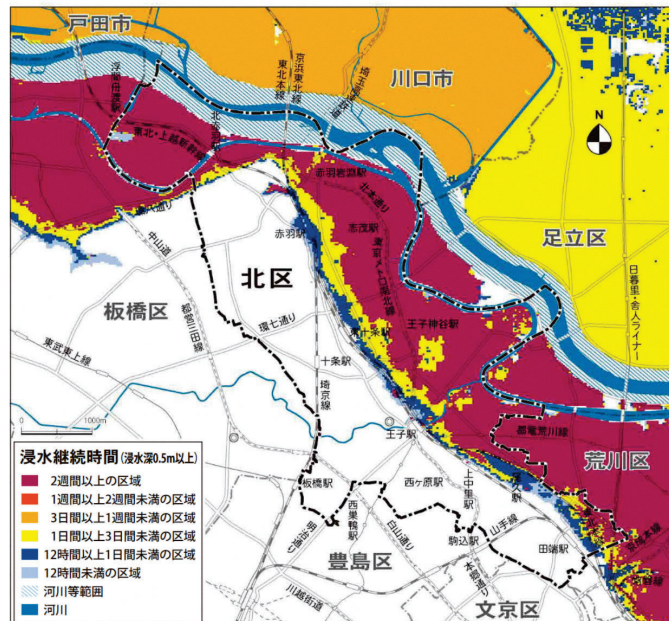 戸田市
川口市
浮間舟渡駅
東北本線
京浜東北線
埼玉高速線
北赤羽駅
東北・上越新幹線
赤羽岩淵駅
北本通り
志茂駅
赤羽駅
中山道
北区
板橋区
都営三田線
環七通り
東武東上線
十条駅
東十条駅
王子神谷駅
足立区
日暮里・舎人ライナー
N
埼京線
王子駅
都電荒川線
荒川区
上中里駅
西ヶ原駅
板橋駅
西巣鴨駅
明治通り
白山通り
山手線
駒込駅
本郷通り
田端駅
豊島区
川越街道
文京区
0 1000m
浸水継続時間(浸水深0.5m以上)
2週間以上の区域
1週間以上2週間未満の区域
3日間以上1週間未満の区域
1日間以上3日間未満の区域
12時間以上1日間未満の区域
12時間未満の区域
河川等範囲
河川